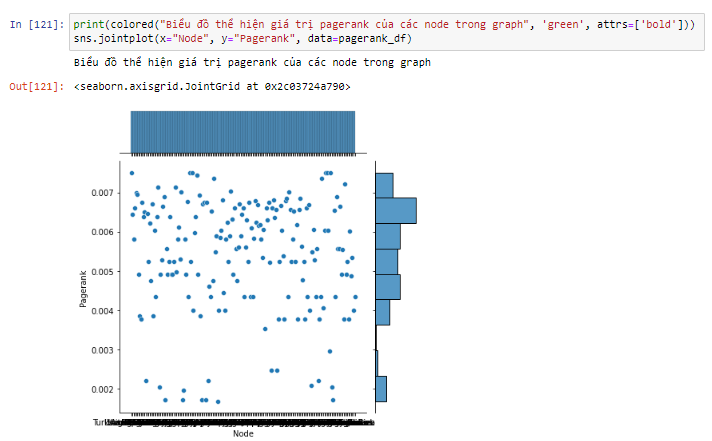 In [121]: print(colored("Biểu đồ thể hiện giá trị pagerank của các node trong graph", 'green', attrs=['bold']))
sns.jointplot(x="Node", y="Pagerank", data=pagerank_df)
Biểu đồ thể hiện giá trị pagerank của các node trong graph
Out[121]: <seaborn.axisgrid.JointGrid at 0x2c03724a790>
0.007
0.006
0.005
0.004
0.003
0.002
Pagerank
Node